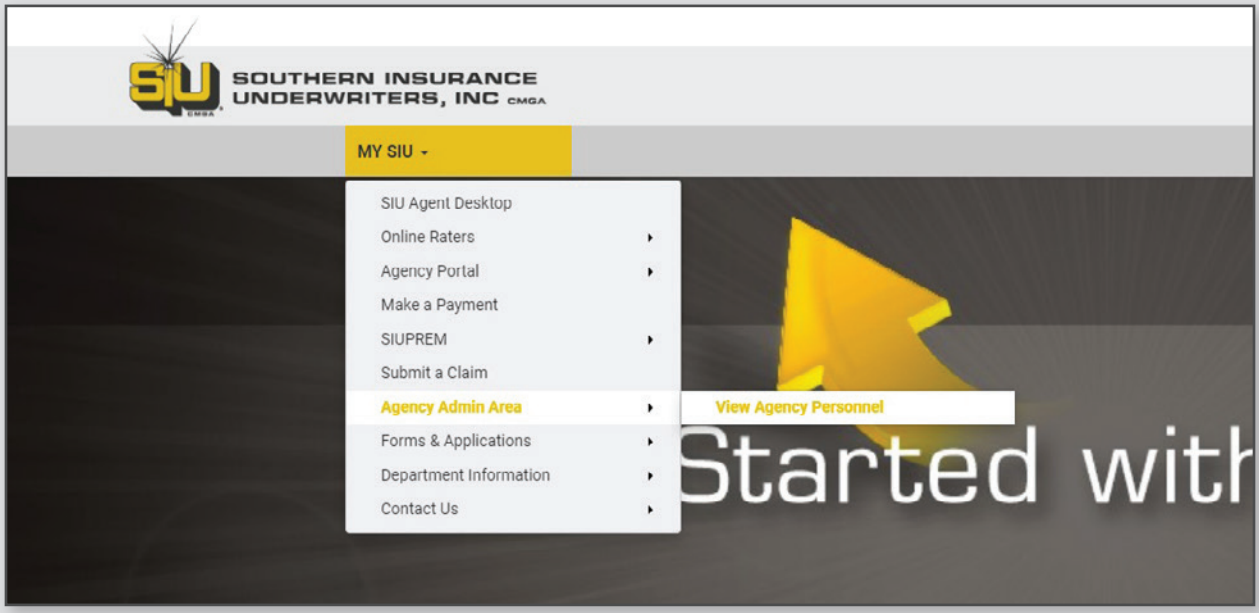 SIU
CMGA
SOUTHERN INSURANCE
UNDERWRITERS, INC CMGA
MY SIU
SIU Agent Desktop
Online Raters
Agency Portal
Make a Payment
SIUPREM
Submit a Claim
Agency Admin Area
View Agency Personnel
Forms & Applications
Department Information
Contact Us
Started with